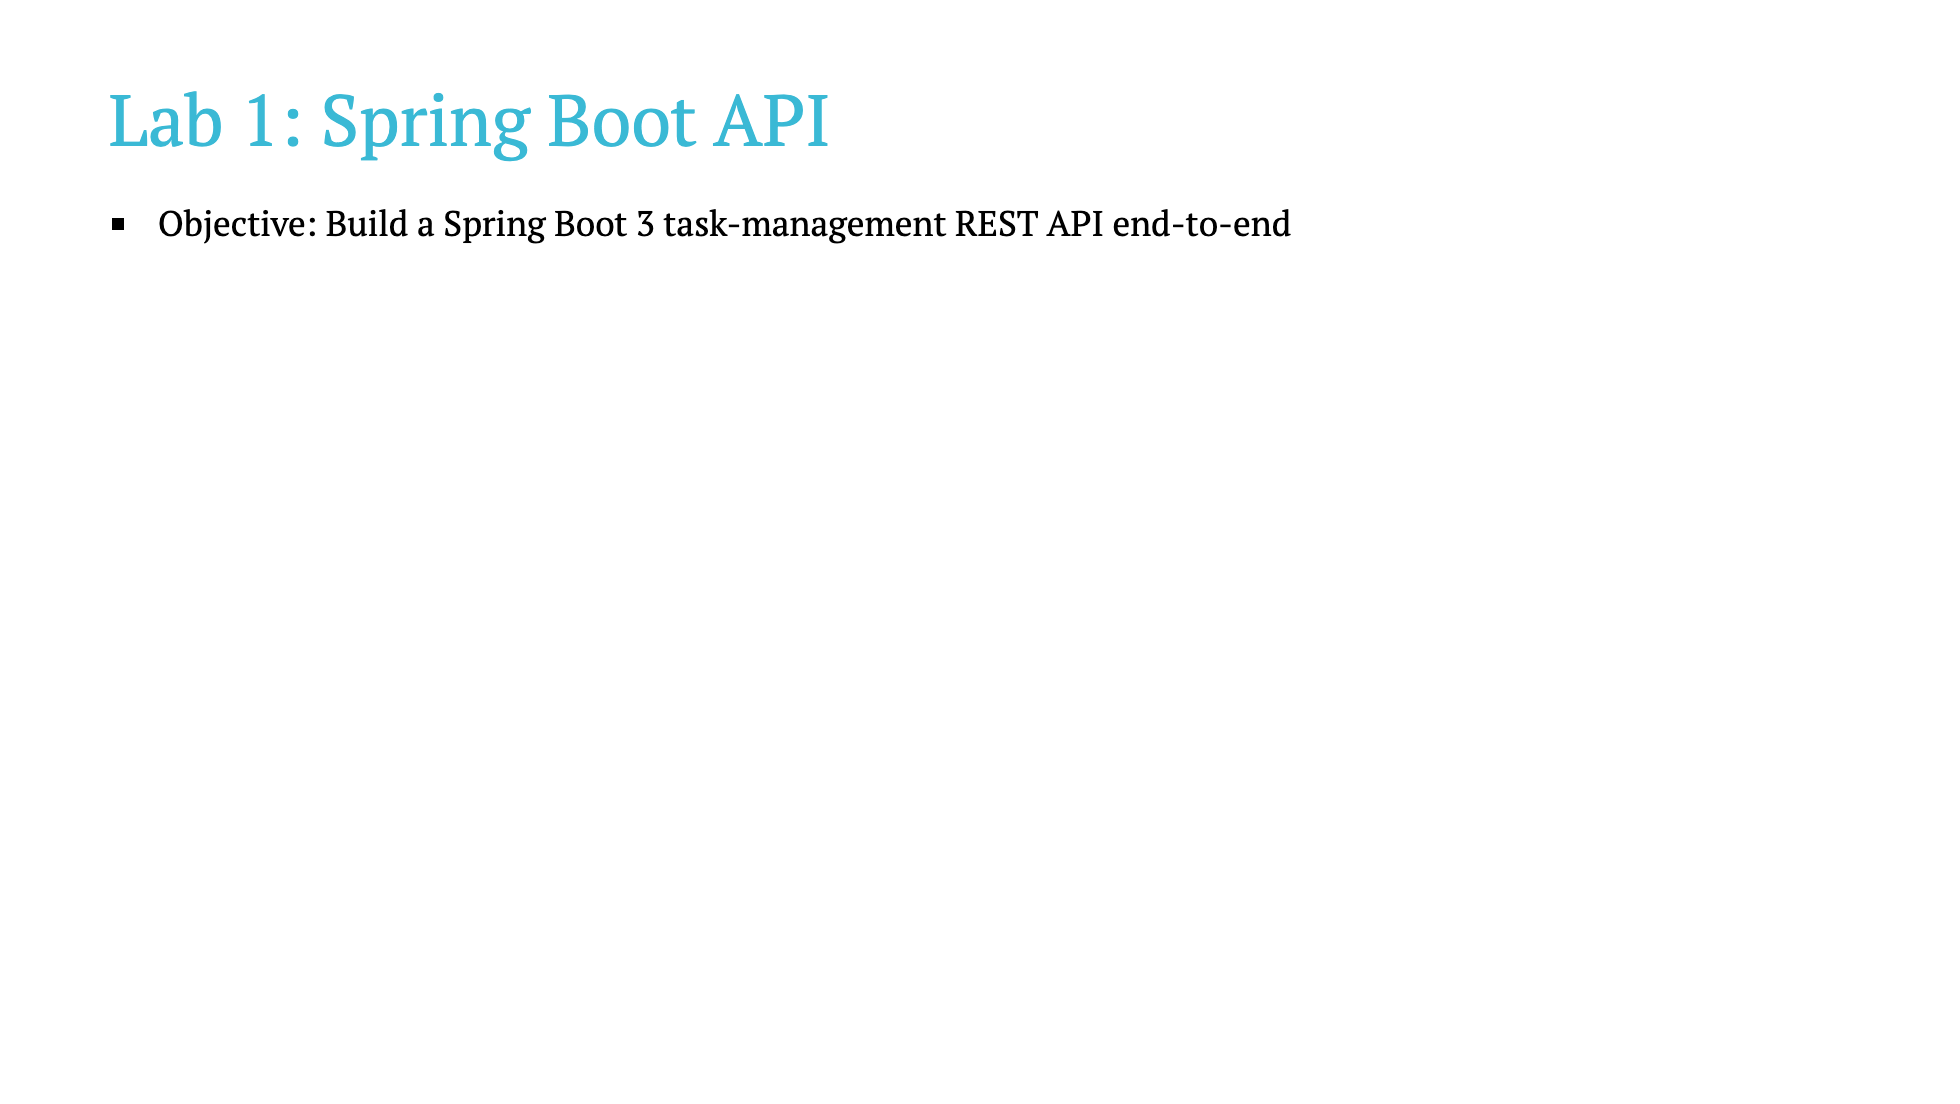 Lab 1: Spring Boot API
▪ Objective: Build a Spring Boot 3 task-management REST API end-to-end